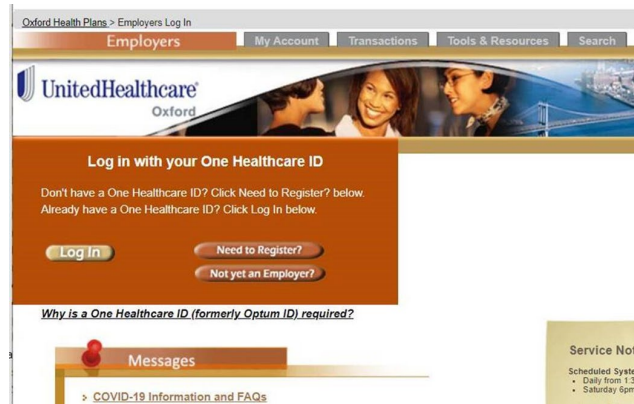 Oxford Health Plans > Employers Log In
Employers My Account Transactions Tools & Resources Search
UnitedHealthcare®
Oxford
Log in with your One Healthcare ID
Don't have a One Healthcare ID? Click Need to Register? below.
Already have a One Healthcare ID? Click Log In below.
Log In
Need to Register?
Not yet an Employer?
Why is a One Healthcare ID (formerly Optum ID) required?
Messages
COVID-19 Information and FAQs
Service Not
Scheduled Syste
Daily from 1:3
Saturday 6pm